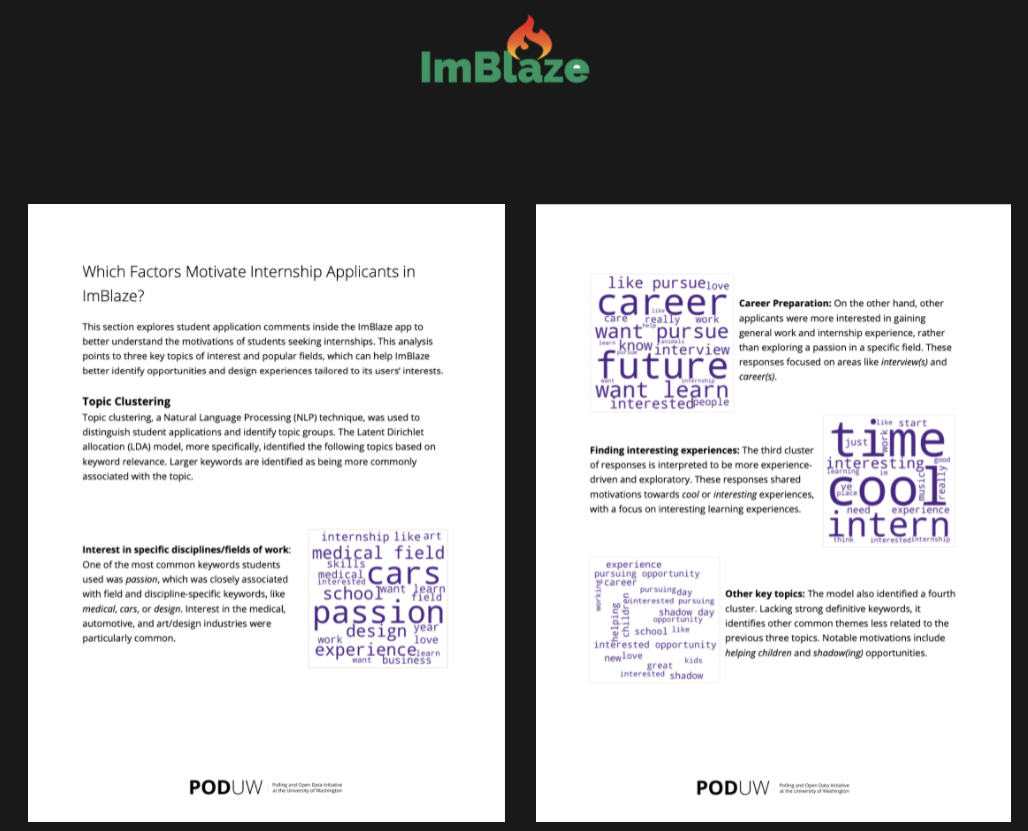 ImBlaze
Which Factors Motivate Internship Applicants in
ImBlaze?
This section explores student application comments inside the ImBlaze app to
better understand the motivations of students seeking internships. This analysis
points to three key topics of interest and popular fields, which can help ImBlaze
better identify opportunities and design experiences tailored to its users' interests.
Topic Clustering
Topic clustering, a Natural Language Processing (NLP) technique, was used to
distinguish student applications and identify topic groups. The Latent Dirichlet
allocation (LDA) model, more specifically, identified the following topics based on
keyword relevance. Larger keywords are identified as being more commonly
associated with the topic.
Interest in specific disciplines/fields of work:
One of the most common keywords students
used was passion, which was closely associated
with field and discipline-specific keywords, like
medical, cars, or design. Interest in the medical,
automotive, and art/design industries were
particularly common.
internship like art
medical field
skills
medical
interested
cars
school
want learn
field
passion
design year
work
love
experience
learn
want business
PODUW
Polling and Open Data Initiative
at the University of Washington
like pursue love
career
like
care really work
want help pursue
learn know animals
pursue interview
future
want internship
want learn
interested people
Career Preparation: On the other hand, other
applicants were more interested in gaining
general work and internship experience, rather
than exploring a passion in a specific field. These
responses focused on areas like interview(s) and
career(s).
Finding interesting experiences: The third cluster
of responses is interpreted to be more experience-
driven and exploratory. These responses shared
motivations towards cool or interesting experiences,
with a focus on interesting learning experiences.
like start
time
just
work
interesting good
learning im
cool
ye
place
music
really
need experience
intern
think interested internship
experience
pursuing opportunity
career
working
pursuing day
interested pursuing
helping
children
shadow day
opportunity
school like
interested opportunity
new love
great kids
interested shadow
Other key topics: The model also identified a fourth
cluster. Lacking strong definitive keywords, it
identifies other common themes less related to the
previous three topics. Notable motivations include
helping children and shadow(ing) opportunities.
PODUW
Polling and Open Data Initiative
at the University of Washington